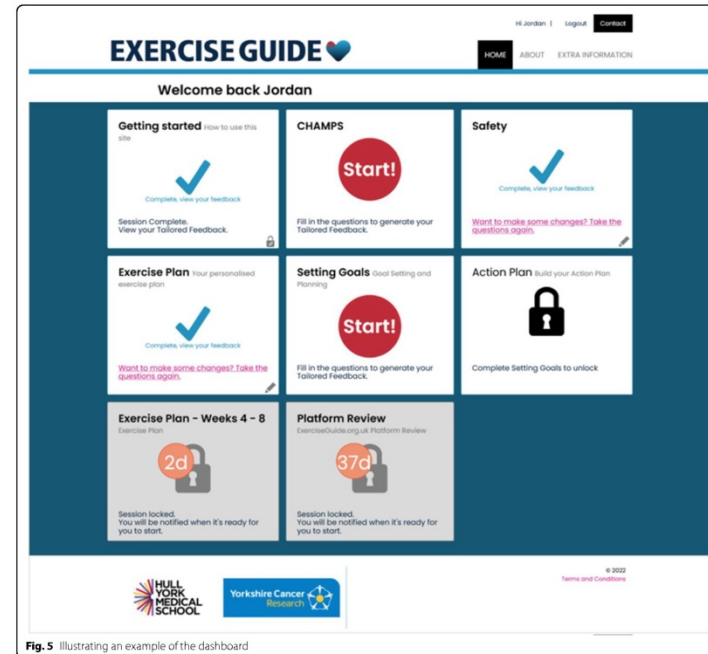 Hi Jordan | Logout Contact
EXERCISE GUIDE
HOME ABOUT EXTRA INFORMATION
Welcome back Jordan
Getting started How to use this
site
Complete, view your feedback
Session Complete.
View your Tailored Feedback.
CHAMPS
Start!
Fill in the questions to generate your
Tailored Feedback.
Safety
Complete, view your feedback
Want to make some changes? Take the
questions again.
Exercise Plan Your personalised
exercise plan
Complete, view your feedback
Want to make some changes? Take the
questions again.
Setting Goals Goal Setting and
Planning
Start!
Fill in the questions to generate your
Tailored Feedback.
Action Plan Build your Action Plan
Complete Setting Goals to unlock
Exercise Plan - Weeks 4 - 8
Exercise Plan
2d
Session locked.
You will be notified when it's ready for
you to start.
Platform Review
ExerciseGuide.org.uk Platform Review
37d
Session locked.
You will be notified when it's ready for
you to start.
HULL
YORK
MEDICAL
SCHOOL
Yorkshire Cancer
Research
© 2022
Terms and Conditions
Fig. 5 Illustrating an example of the dashboard